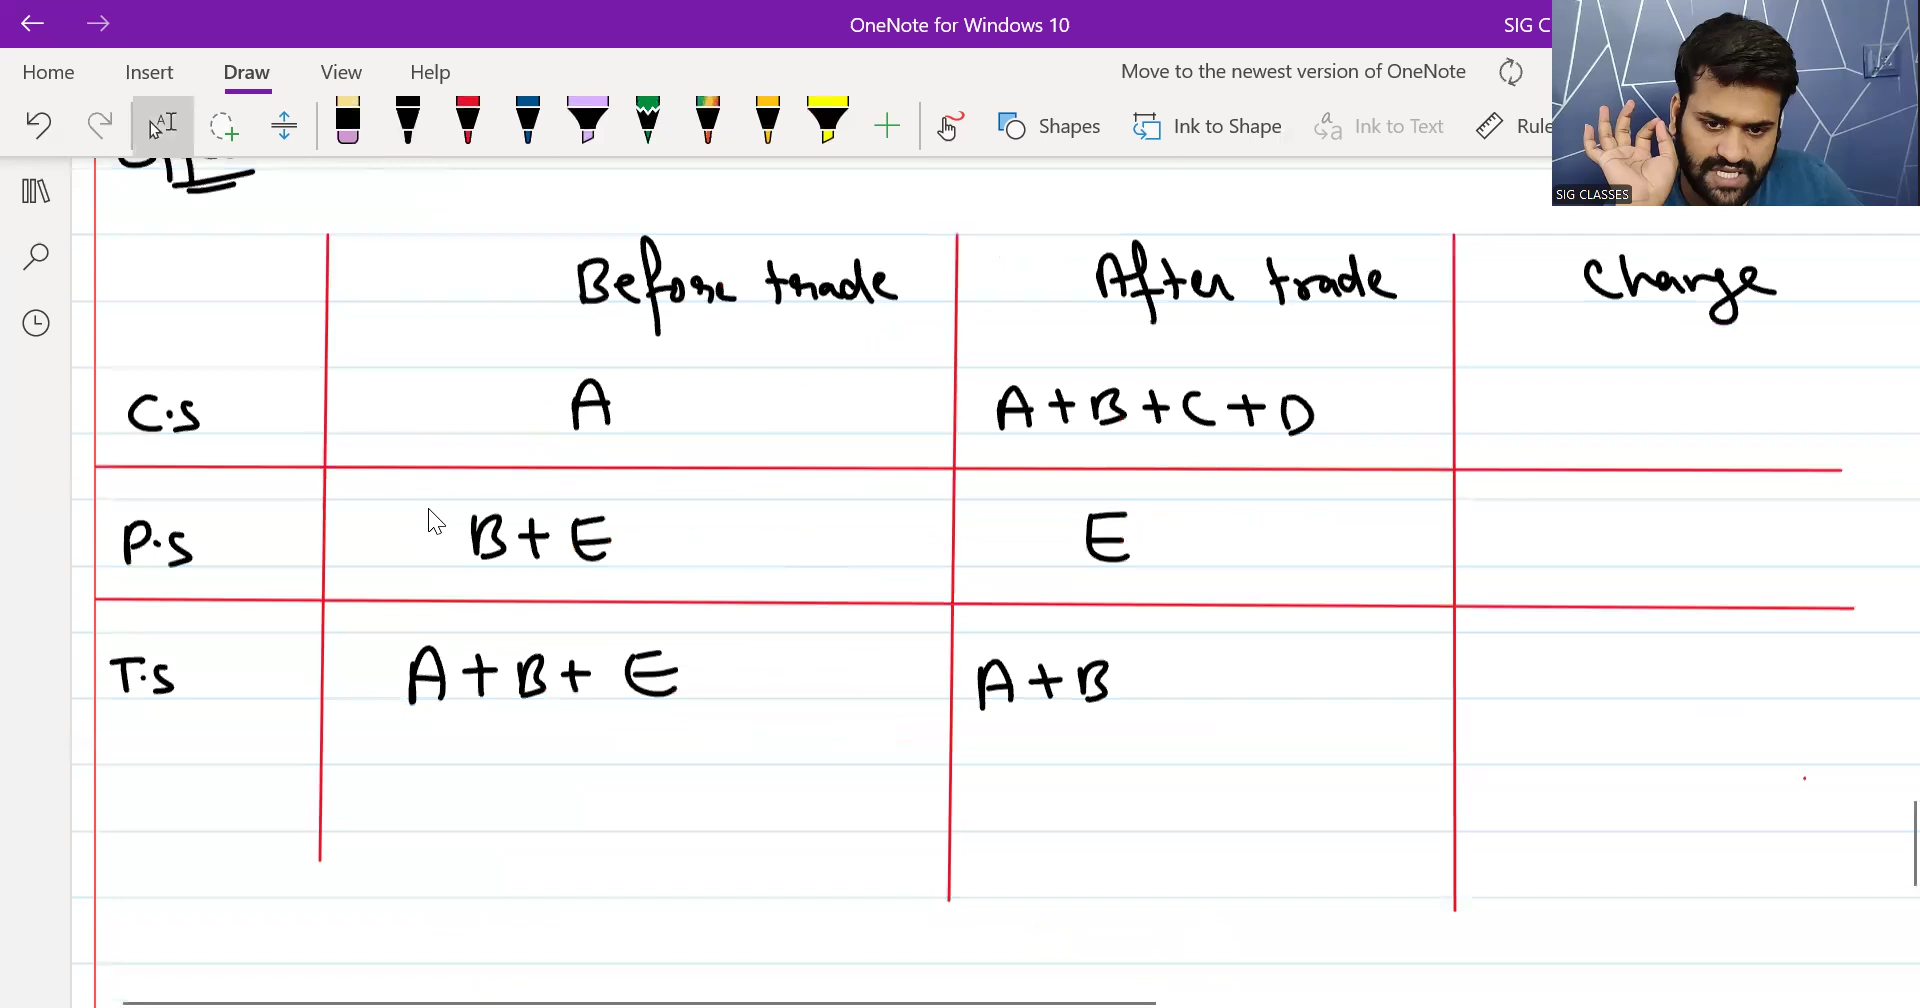 OneNote for Windows 10
SIG C
Home Insert Draw View Help
Move to the newest version of OneNote
Shapes Ink to Shape Ink to Text Rule
SIG CLASSES
Before trade After trade Change
C.S A A + B + C + D
P.S B + E E
T.S A + B + E A + B